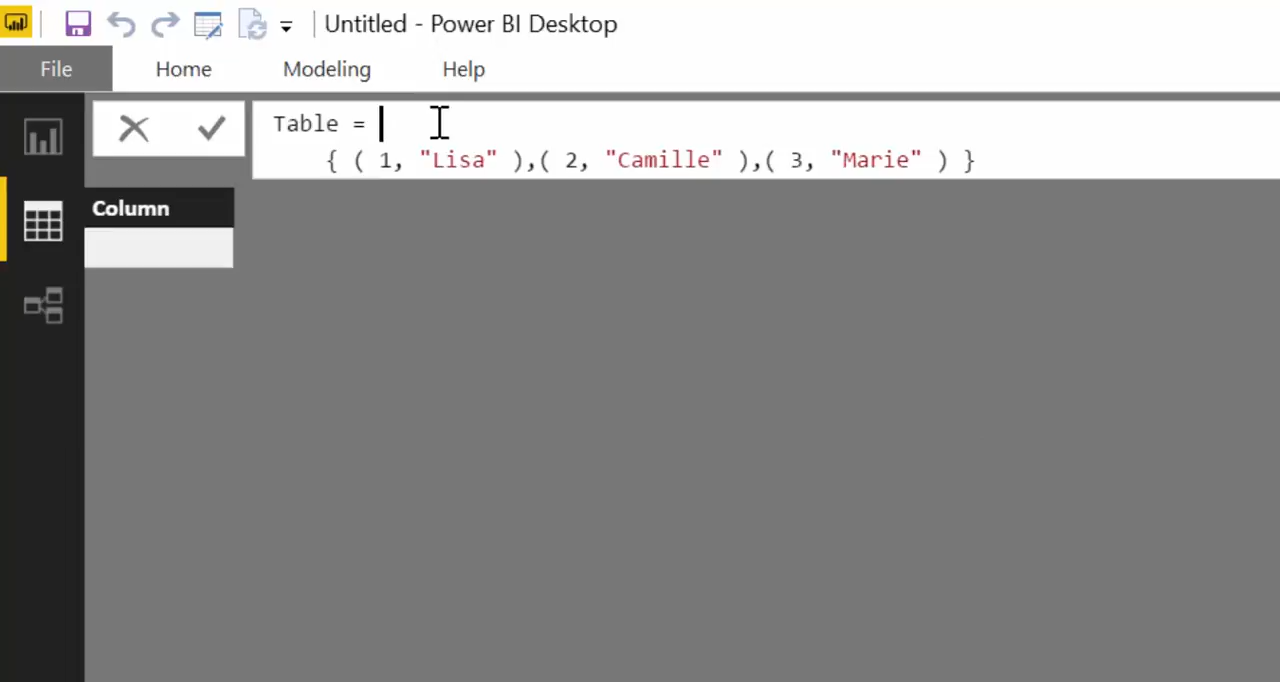 Untitled - Power BI Desktop
File Home Modeling Help
Table =
{ ( 1, "Lisa" ),( 2, "Camille" ),( 3, "Marie" ) }
Column